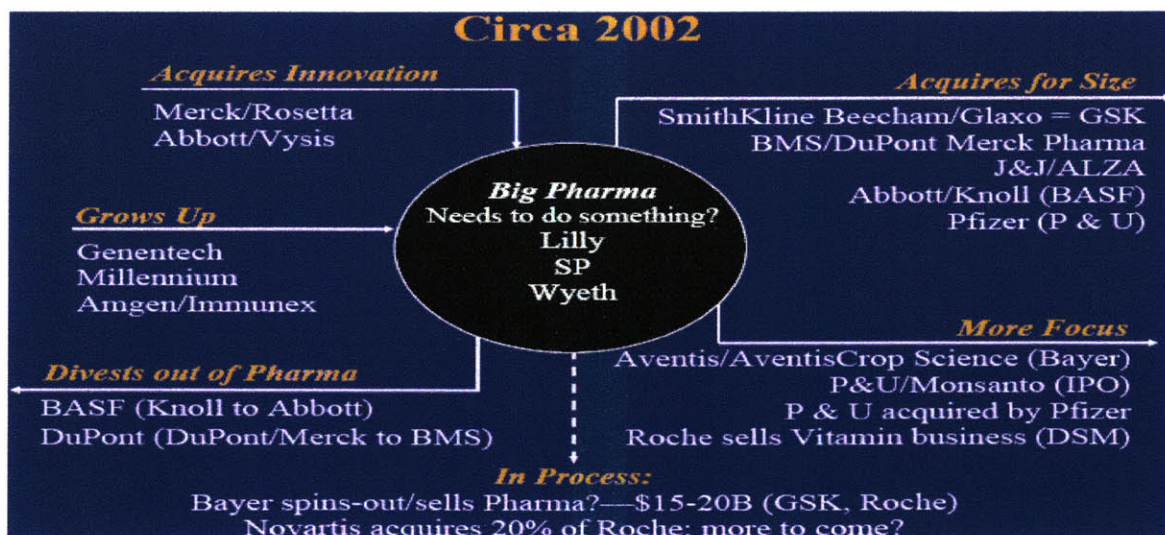 Circa 2002
Acquires Innovation
Merck/Rosetta
Abbott/Vysis
Acquires for Size
SmithKline Beecham/Glaxo = GSK
BMS/DuPont Merck Pharma
J&J/ALZA
Abbott/Knoll (BASF)
Pfizer (P & U)
Big Pharma
Needs to do something?
Lilly
SP
Wyeth
Grows Up
Genentech
Millennium
Amgen/Immunex
More Focus
Aventis/AventisCrop Science (Bayer)
P&U/Monsanto (IPO)
P & U acquired by Pfizer
Roche sells Vitamin business (DSM)
Divests out of Pharma
BASF (Knoll to Abbott)
DuPont (DuPont/Merck to BMS)
In Process:
Bayer spins-out/sells Pharma?—$15-20B (GSK, Roche)
Novartis acquires 20% of Roche; more to come?